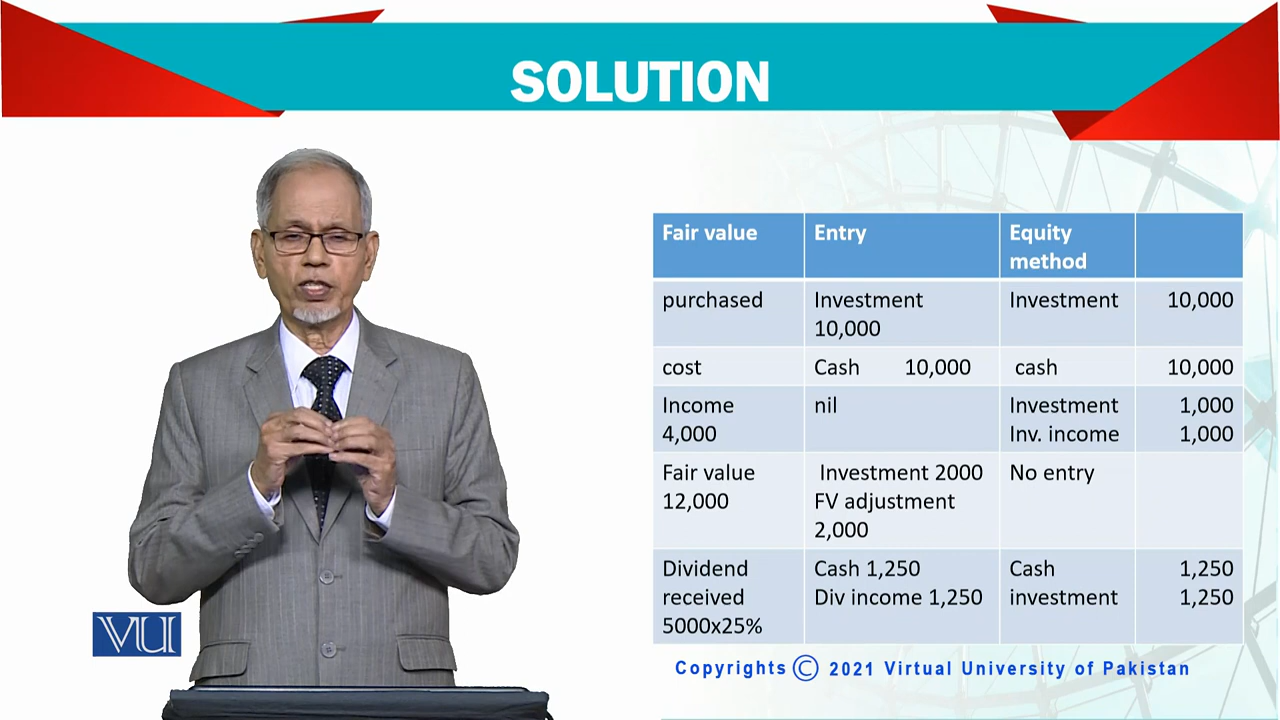 SOLUTION
Fair value
Entry
Equity
method
purchased
Investment
10,000
Investment
10,000
cost
Cash 10,000
cash
10,000
Income
4,000
nil
Investment
Inv. income
1,000
1,000
Fair value
12,000
Investment 2000
FV adjustment
2,000
No entry
Dividend
received
5000x25%
Cash 1,250
Div income 1,250
Cash
investment
1,250
1,250
VU
Copyrights © 2021 Virtual University of Pakistan